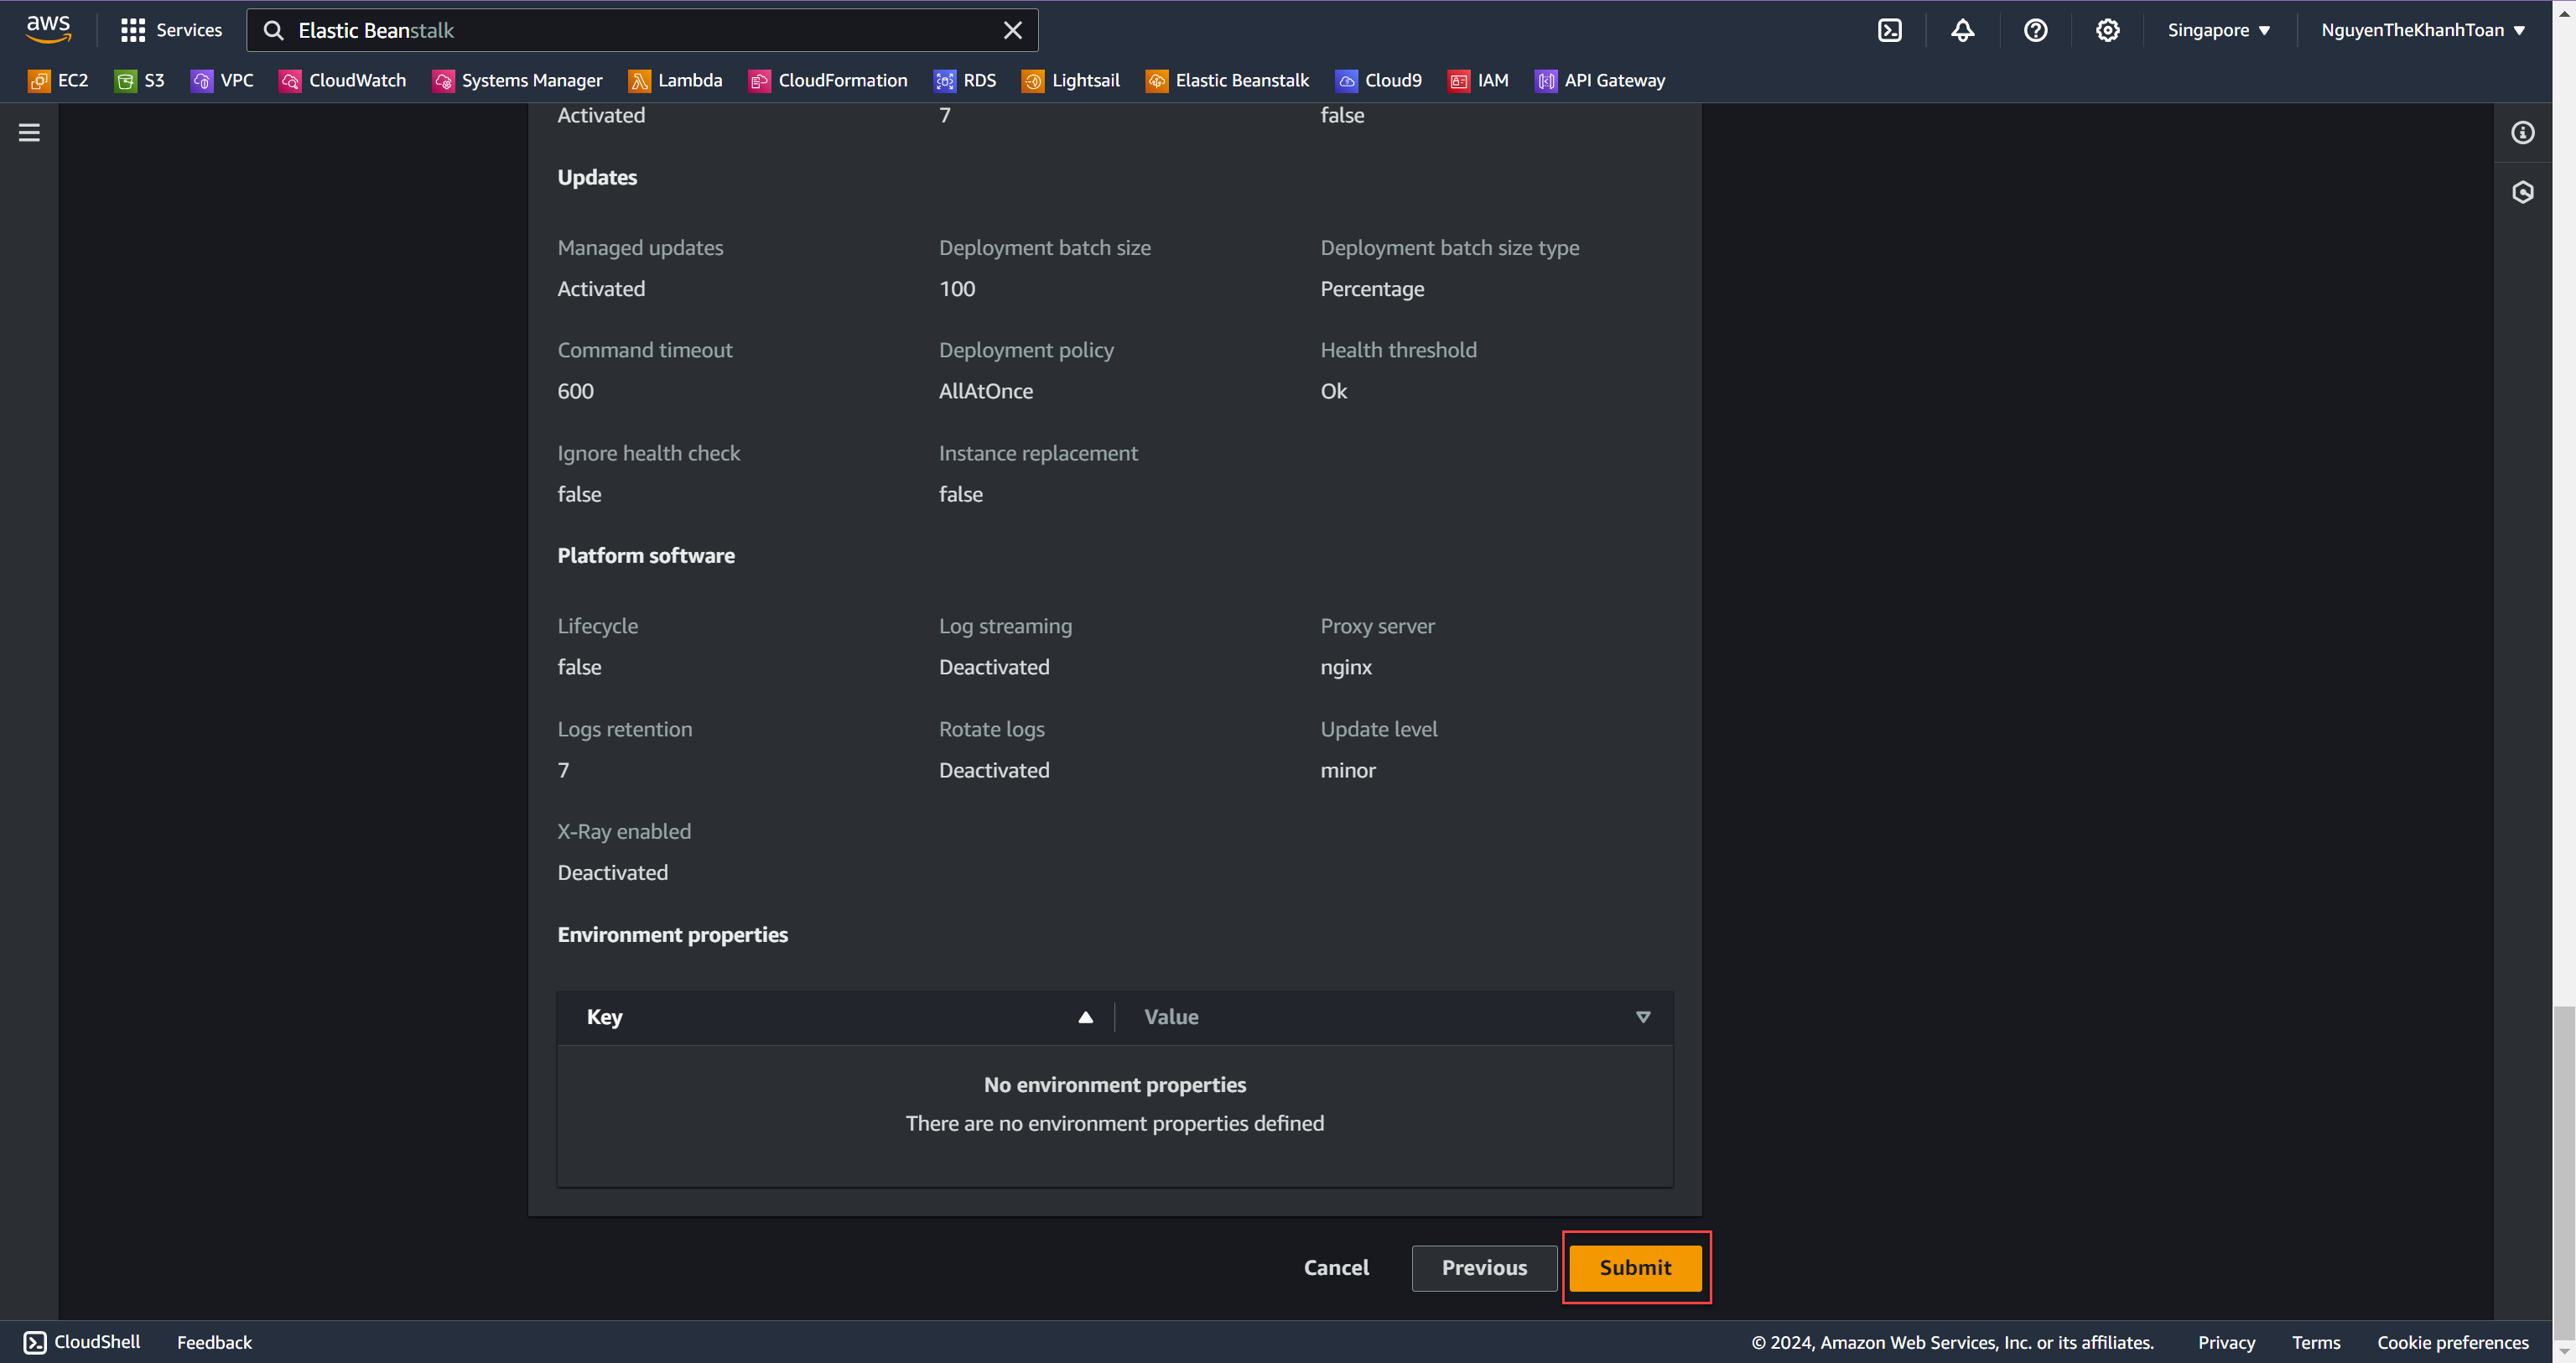 aws Services Elastic Beanstalk Singapore NguyenTheKhanhToan
EC2 S3 VPC CloudWatch Systems Manager Lambda CloudFormation RDS Lightsail Elastic Beanstalk Cloud9 IAM API Gateway
Activated 7 false
Updates
Managed updates Deployment batch size Deployment batch size type
Activated 100 Percentage
Command timeout Deployment policy Health threshold
600 AllAtOnce Ok
Ignore health check Instance replacement
false false
Platform software
Lifecycle Log streaming Proxy server
false Deactivated nginx
Logs retention Rotate logs Update level
7 Deactivated minor
X-Ray enabled
Deactivated
Environment properties
Key Value
No environment properties
There are no environment properties defined
Cancel Previous Submit
CloudShell Feedback © 2024, Amazon Web Services, Inc. or its affiliates. Privacy Terms Cookie preferences